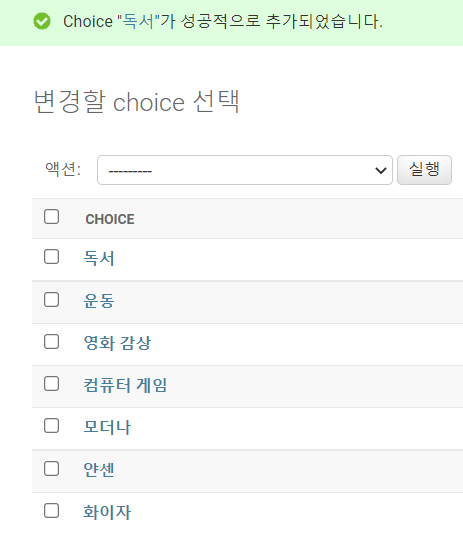 Choice "독서"가 성공적으로 추가되었습니다.
변경할 choice 선택
액션: --------- 실행
CHOICE
독서
운동
영화 감상
컴퓨터 게임
모더나
얀센
화이자